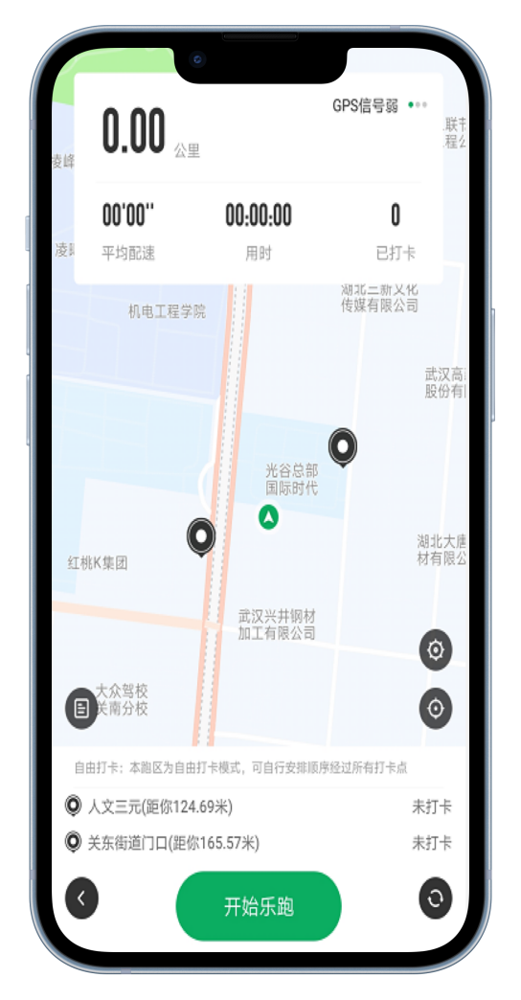 GPS信号弱
0.00 公里
00'00" 00:00:00 0
平均配速 用时 已打卡
凌峰
机电工程学院
湖北三新文化
传媒有限公司
武汉高
股份有
光谷总部
国际时代
湖北大唐
材有限公
红桃K集团
武汉兴井钢材
加工有限公司
大众驾校
关南分校
自由打卡：本跑区为自由打卡模式，可自行安排顺序经过所有打卡点
人文三元(距你124.69米) 未打卡
关东街道门口(距你165.57米) 未打卡
开始乐跑